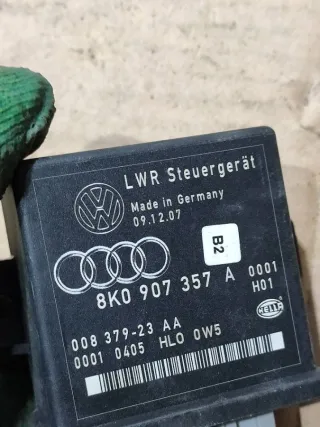 LWR Steuergerät
Made in Germany
09.12.07
B2
8K0 907 357 A 0001
H01
008 379-23 AA
0001 0405 HLO 0W5
HELLA